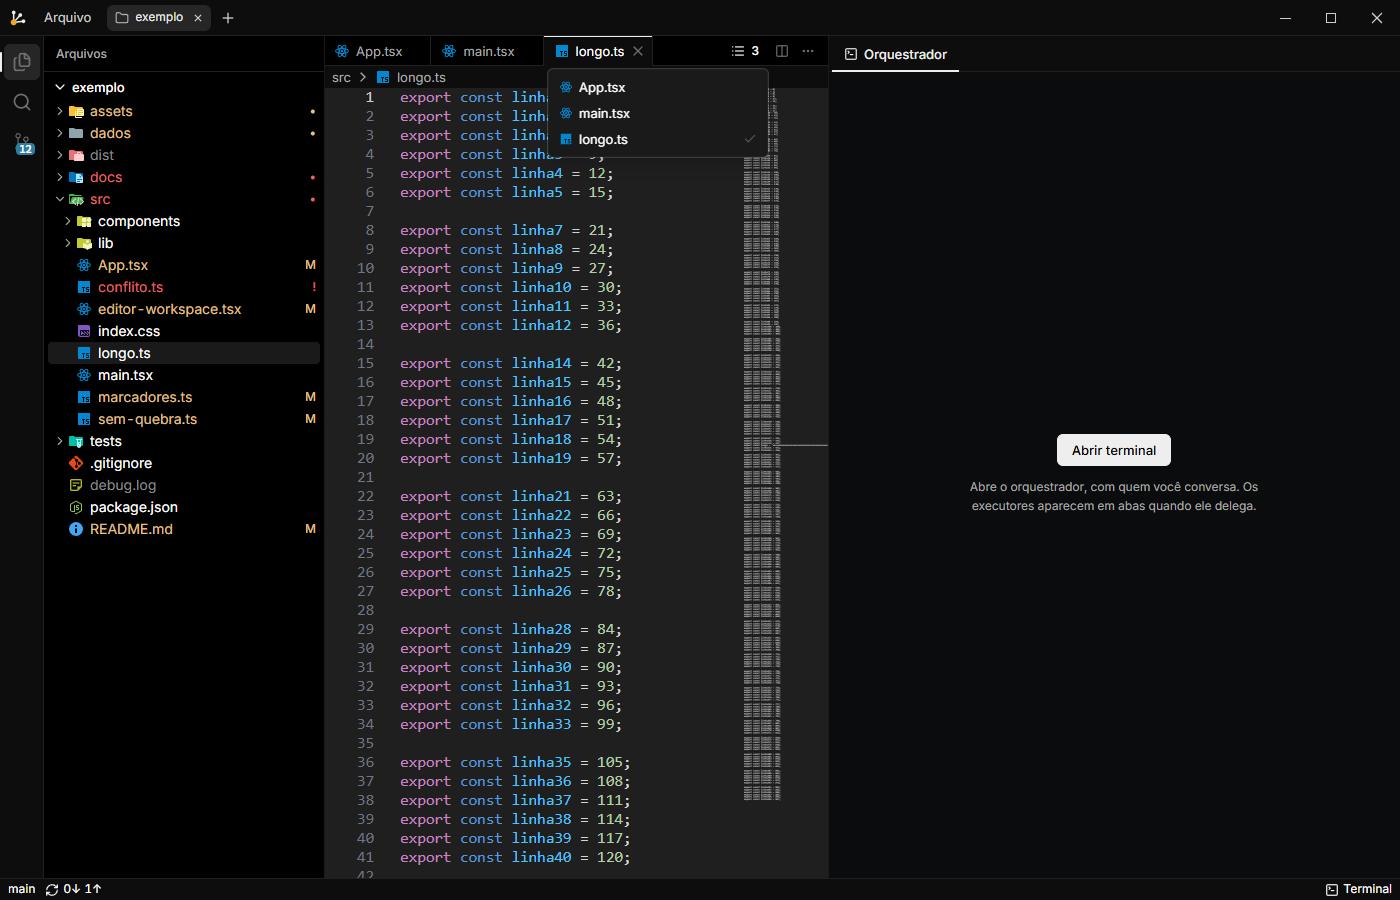 Arquivo
exemplo
Arquivos
exemplo
assets
dados
dist
docs
src
components
lib
App.tsx M
conflito.ts !
editor-workspace.tsx M
index.css
longo.ts
main.tsx
marcadores.ts M
sem-quebra.ts M
tests
.gitignore
debug.log
package.json
README.md M
12
App.tsx
main.tsx
longo.ts
3
src > longo.ts
App.tsx
main.tsx
longo.ts
1 export const linha
2 export const linha
3 export const linha
4 export const
5 export const linha4 = 12;
6 export const linha5 = 15;
7
8 export const linha7 = 21;
9 export const linha8 = 24;
10 export const linha9 = 27;
11 export const linha10 = 30;
12 export const linha11 = 33;
13 export const linha12 = 36;
14
15 export const linha14 = 42;
16 export const linha15 = 45;
17 export const linha16 = 48;
18 export const linha17 = 51;
19 export const linha18 = 54;
20 export const linha19 = 57;
21
22 export const linha21 = 63;
23 export const linha22 = 66;
24 export const linha23 = 69;
25 export const linha24 = 72;
26 export const linha25 = 75;
27 export const linha26 = 78;
28
29 export const linha28 = 84;
30 export const linha29 = 87;
31 export const linha30 = 90;
32 export const linha31 = 93;
33 export const linha32 = 96;
34 export const linha33 = 99;
35
36 export const linha35 = 105;
37 export const linha36 = 108;
38 export const linha37 = 111;
39 export const linha38 = 114;
40 export const linha39 = 117;
41 export const linha40 = 120;
42
Orquestrador
Abrir terminal
Abre o orquestrador, com quem você conversa. Os
executores aparecem em abas quando ele delega.
main 0↓ 1↑
Terminal